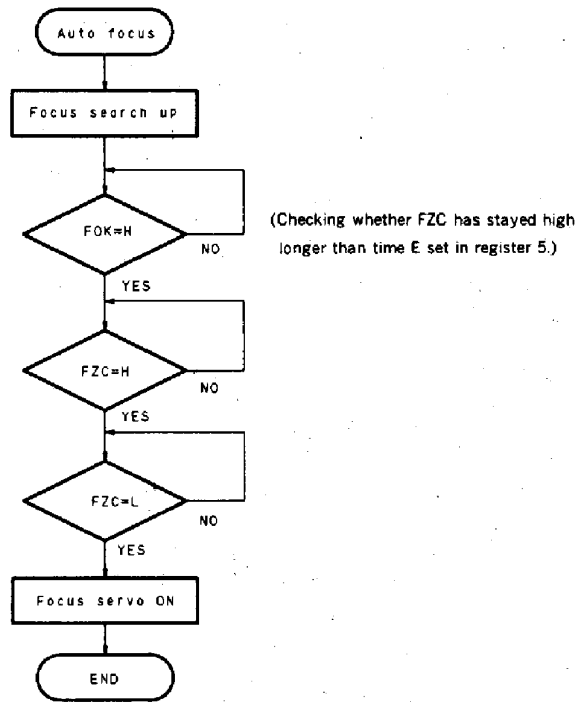 Auto focus
Focus search up
FOK=H
NO
(Checking whether FZC has stayed high
longer than time E set in register 5.)
YES
FZC=H
NO
YES
FZC=L
NO
YES
Focus servo ON
END